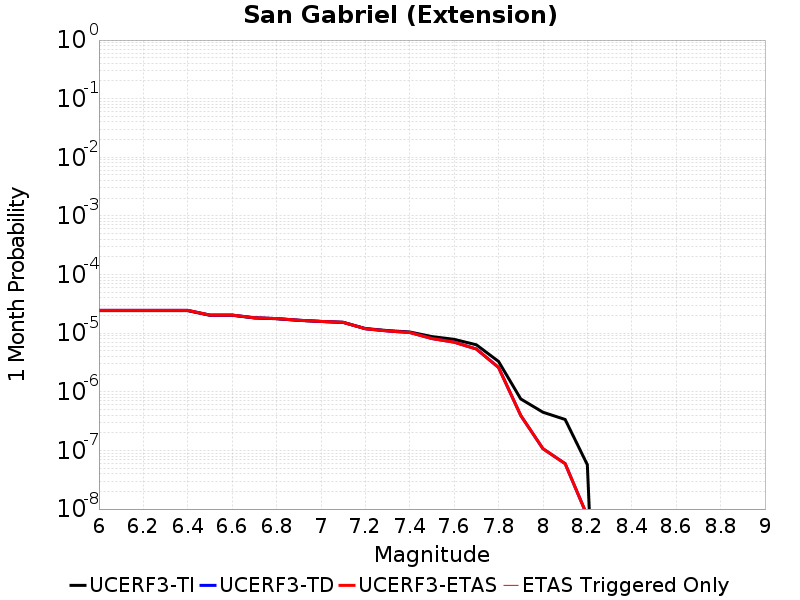 San Gabriel (Extension)
10^0
10^-1
10^-2
10^-3
10^-4
10^-5
10^-6
10^-7
10^-8
1 Month Probability
6 6.2 6.4 6.6 6.8 7 7.2 7.4 7.6 7.8 8 8.2 8.4 8.6 8.8 9
Magnitude
UCERF3-TI UCERF3-TD UCERF3-ETAS ETAS Triggered Only